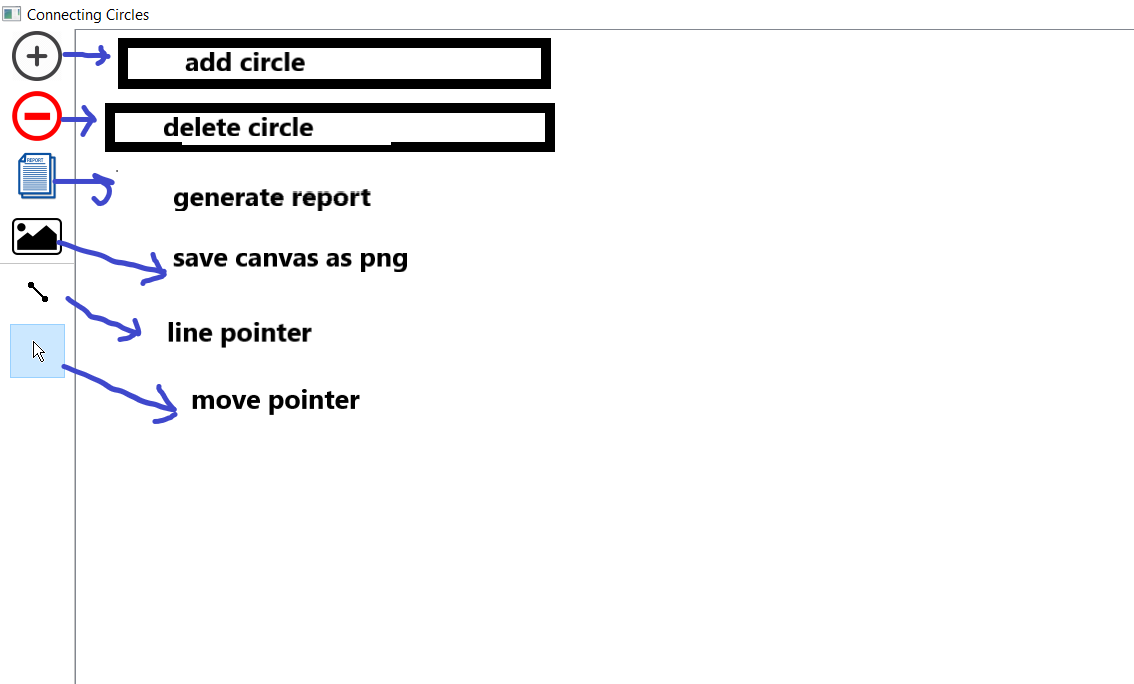 Connecting Circles
add circle
delete circle
REPORT
generate report
save canvas as png
line pointer
move pointer